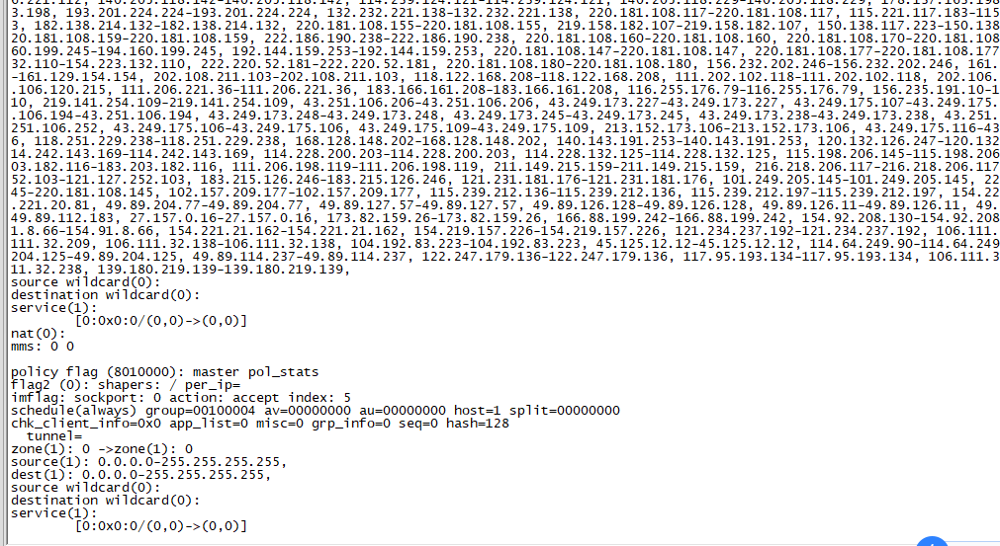 3.198, 193.201.224.224-193.201.224.224, 132.232.221.138-132.232.221.138, 220.181.108.117-220.181.108.117, 115.221.117.183-115
3, 182.138.214.132-182.138.214.132, 220.181.108.155-220.181.108.155, 219.158.182.107-219.158.182.107, 150.138.117.223-150.138
20.181.108.159-220.181.108.159, 222.186.190.238-222.186.190.238, 220.181.108.160-220.181.108.160, 220.181.108.170-220.181.108
60.199.245-194.160.199.245, 192.144.159.253-192.144.159.253, 220.181.108.147-220.181.108.147, 220.181.108.177-220.181.108.177
32.110-154.223.132.110, 222.220.52.181-222.220.52.181, 220.181.108.180-220.181.108.180, 156.232.202.246-156.232.202.246, 161.
-161.129.154.154, 202.108.211.103-202.108.211.103, 118.122.168.208-118.122.168.208, 111.202.102.118-111.202.102.118, 202.106.
.106.120.215, 111.206.221.36-111.206.221.36, 183.166.161.208-183.166.161.208, 116.255.176.79-116.255.176.79, 156.235.191.10-1
10, 219.141.254.109-219.141.254.109, 43.251.106.206-43.251.106.206, 43.249.173.227-43.249.173.227, 43.249.175.107-43.249.175.
.106.194-43.251.106.194, 43.249.173.248-43.249.173.248, 43.249.173.245-43.249.173.245, 43.249.173.238-43.249.173.238, 43.251.
251.106.252, 43.249.175.106-43.249.175.106, 43.249.175.109-43.249.175.109, 213.152.173.106-213.152.173.106, 43.249.175.116-43
6, 118.251.229.238-118.251.229.238, 168.128.148.202-168.128.148.202, 140.143.191.253-140.143.191.253, 120.132.126.247-120.132
14.242.143.169-114.242.143.169, 114.228.200.203-114.228.200.203, 114.228.132.125-114.228.132.125, 115.198.206.145-115.198.206
03.182.116-183.203.182.116, 111.206.198.119-111.206.198.119, 211.149.215.159-211.149.215.159, 216.218.206.117-216.218.206.117
52.103-121.127.252.103, 183.215.126.246-183.215.126.246, 121.231.181.176-121.231.181.176, 101.249.205.145-101.249.205.145, 22
45-220.181.108.145, 102.157.209.177-102.157.209.177, 115.239.212.136-115.239.212.136, 115.239.212.197-115.239.212.197, 154.22
.221.20.81, 49.89.204.77-49.89.204.77, 49.89.127.57-49.89.127.57, 49.89.126.128-49.89.126.128, 49.89.126.11-49.89.126.11, 49.
49.89.112.183, 27.157.0.16-27.157.0.16, 173.82.159.26-173.82.159.26, 166.88.199.242-166.88.199.242, 154.92.208.130-154.92.208
1.8.66-154.91.8.66, 154.221.21.162-154.221.21.162, 154.219.157.226-154.219.157.226, 121.234.237.192-121.234.237.192, 106.111.
111.32.209, 106.111.32.138-106.111.32.138, 104.192.83.223-104.192.83.223, 45.125.12.12-45.125.12.12, 114.64.249.90-114.64.249
204.125-49.89.204.125, 49.89.114.237-49.89.114.237, 122.247.179.136-122.247.179.136, 117.95.193.134-117.95.193.134, 106.111.3
11.32.238, 139.180.219.139-139.180.219.139,
source wildcard(0):
destination wildcard(0):
service(1):
[0:0x0:0/(0,0)->(0,0)]
nat(0):
mms: 0 0
policy flag (8010000): master pol_stats
flag2 (0): shapers: / per_ip=
imflag: sockport: 0 action: accept index: 5
schedule(always) group=00100004 av=00000000 au=00000000 host=1 split=00000000
chk_client_info=0x0 app_list=0 misc=0 grp_info=0 seq=0 hash=128
tunnel=
zone(1): 0 ->zone(1): 0
source(1): 0.0.0.0-255.255.255.255,
dest(1): 0.0.0.0-255.255.255.255,
source wildcard(0):
destination wildcard(0):
service(1):
[0:0x0:0/(0,0)->(0,0)]